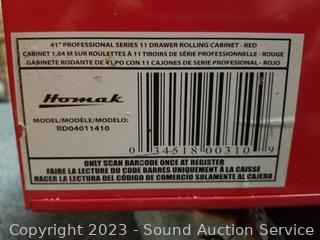 41" PROFESSIONAL SERIES 11 DRAWER ROLLING CABINET - RED
CABINET 1,04 M SUR ROULETTES À 11 TIROIRS DE SÉRIE PROFESSIONNELLE - ROUGE
GABINETE RODANTE DE 41 PO CON 11 CAJONES DE SERIE PROFESIONAL - ROJO
Homak
MODEL/MODÈLE/MODELO:
RD04011410
0 34518 00310 9
ONLY SCAN BARCODE ONCE AT REGISTER
FAIRE LA LECTURE DU CODE BARRES UNIQUEMENT À LA CAISSE
HACER LA LECTURA DEL CÓDIGO DE COMERCIO SOLAMENTE AL CAJERO
Copyright 2023 - Sound Auction Service